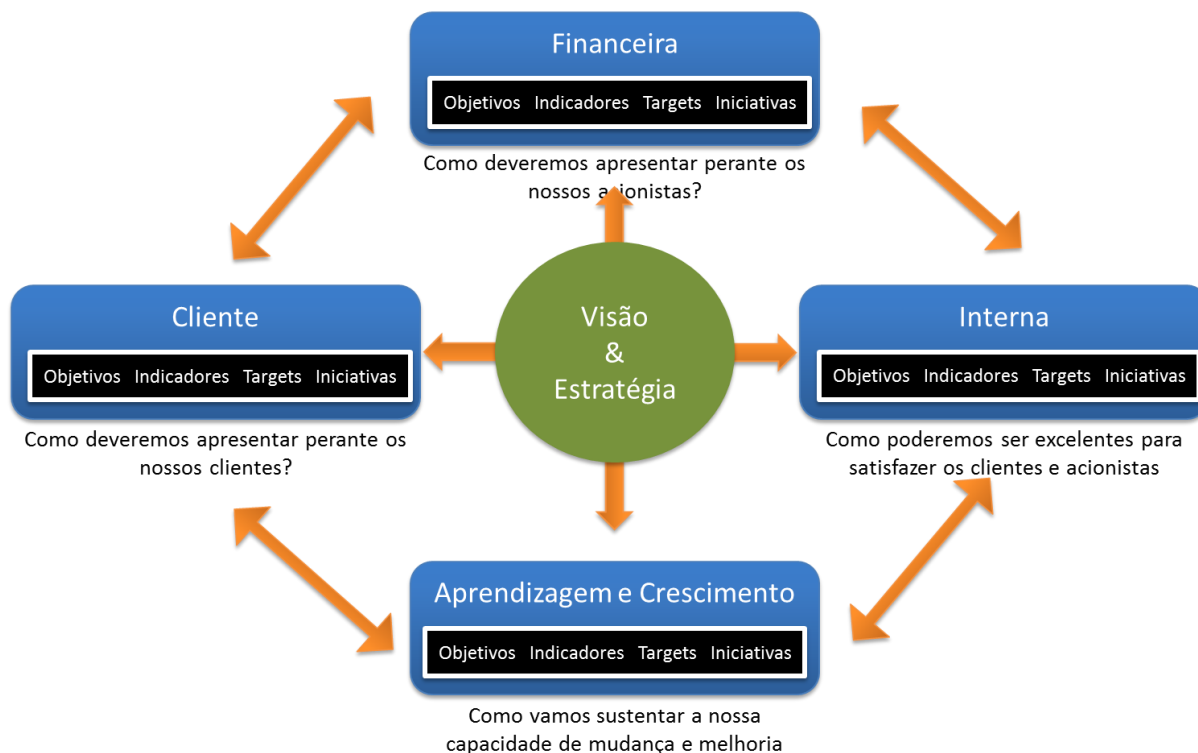 Financeira
Objetivos Indicadores Targets Iniciativas
Como deveremos apresentar perante os
nossos acionistas?
Cliente
Objetivos Indicadores Targets Iniciativas
Como deveremos apresentar perante os
nossos clientes?
Visão
&
Estratégia
Interna
Objetivos Indicadores Targets Iniciativas
Como poderemos ser excelentes para
satisfazer os clientes e acionistas
Aprendizagem e Crescimento
Objetivos Indicadores Targets Iniciativas
Como vamos sustentar a nossa
capacidade de mudança e melhoria